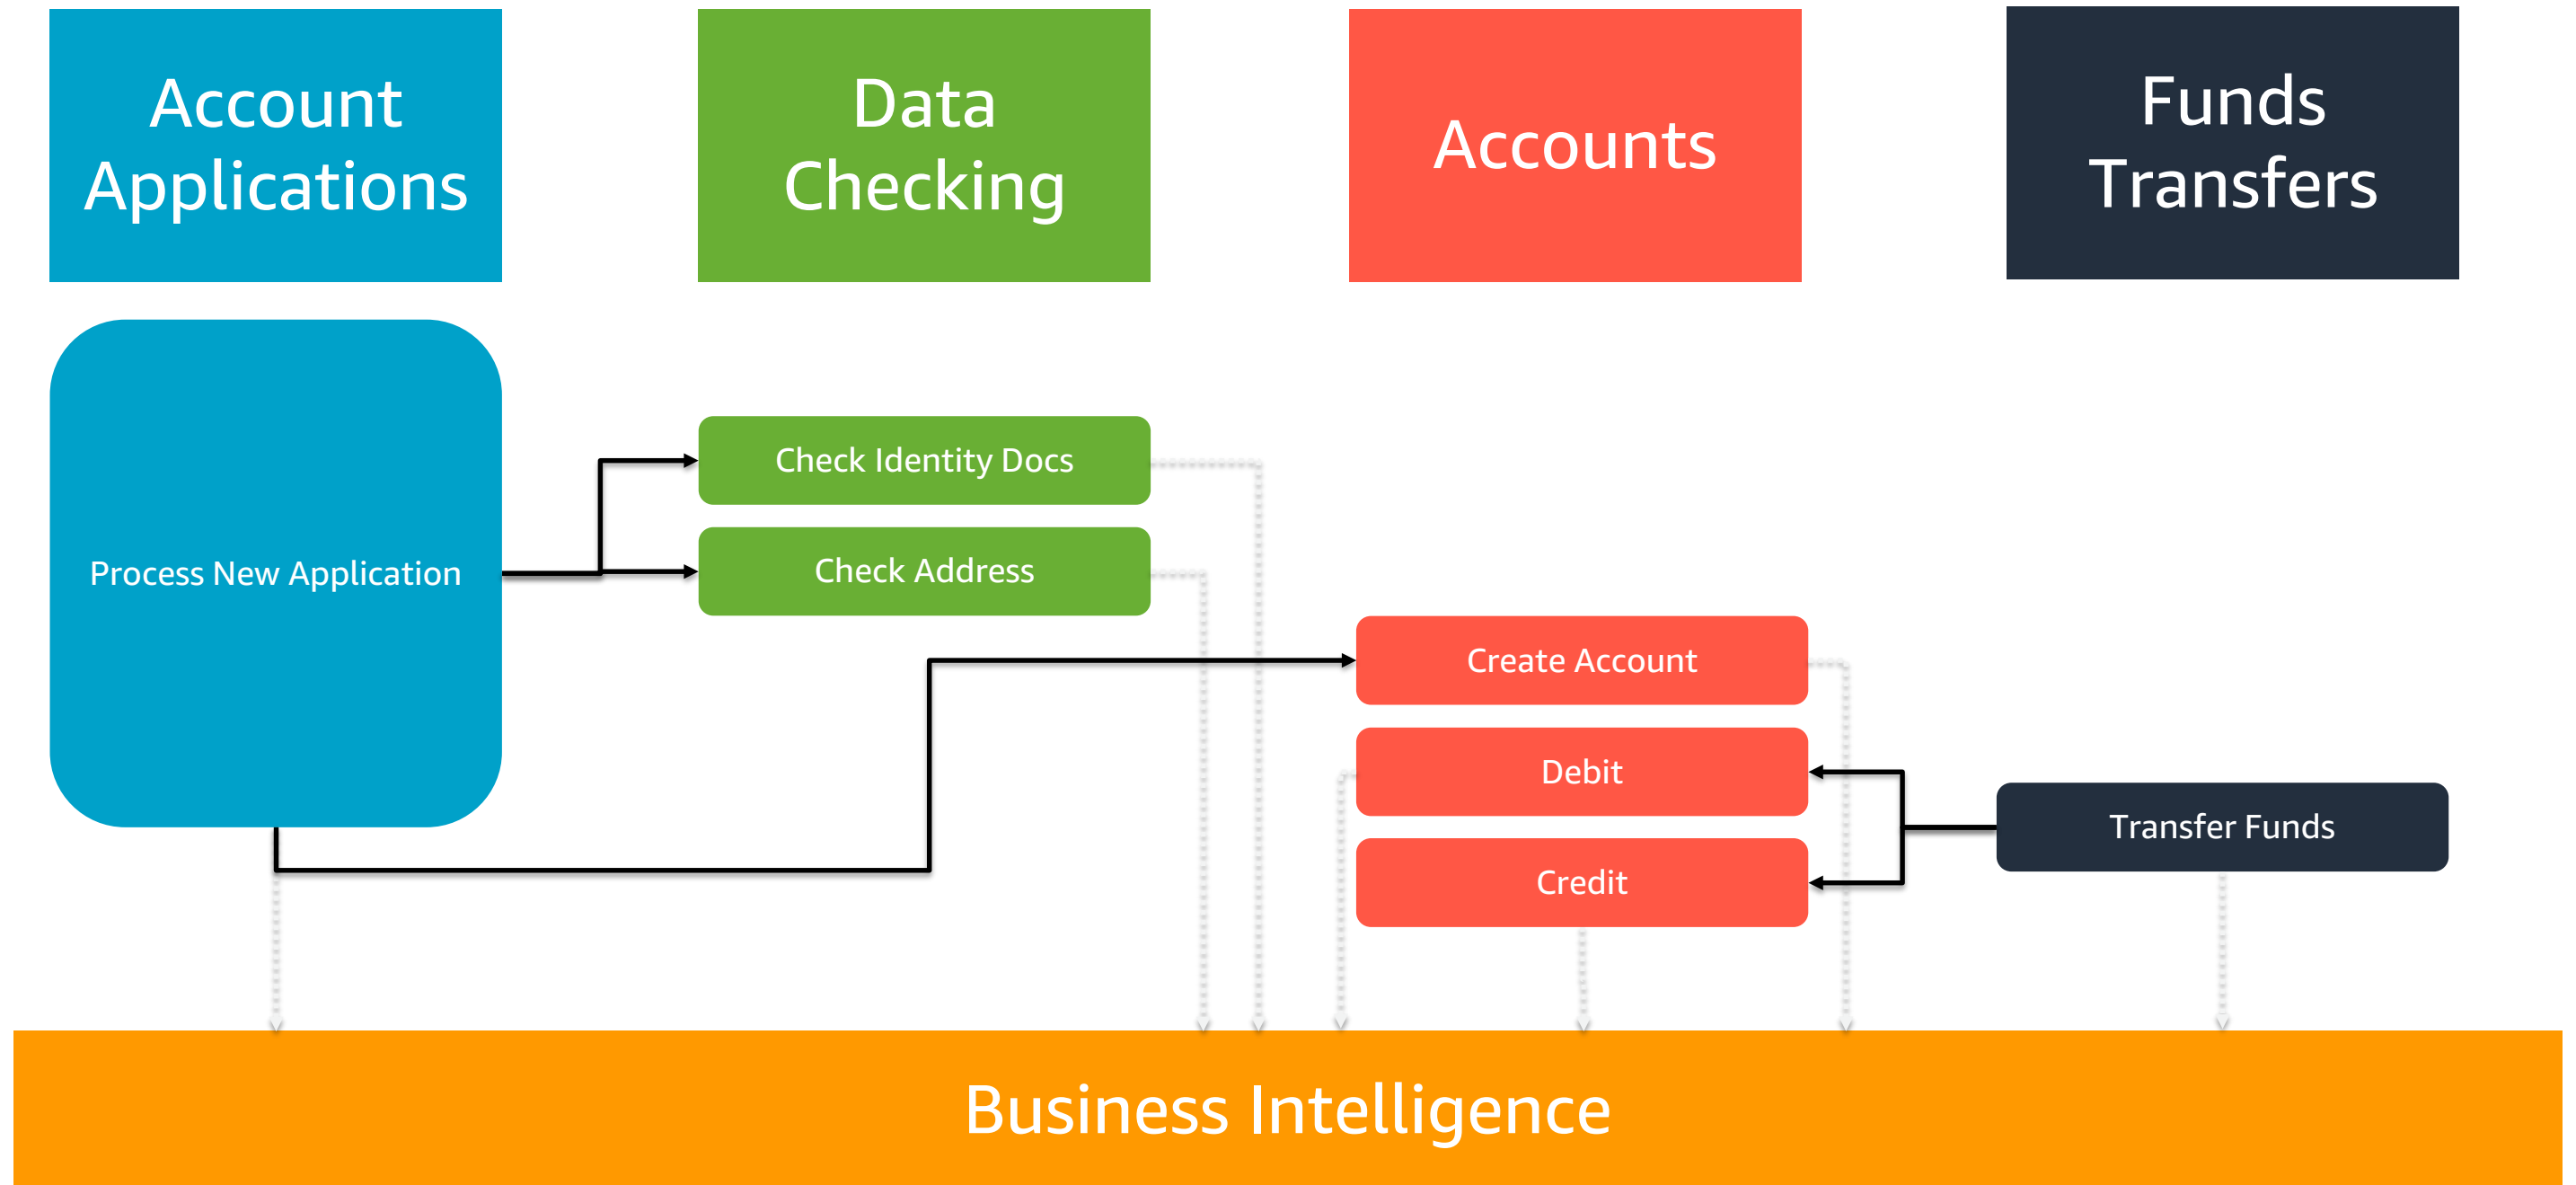 Account
Applications
Data
Checking
Accounts
Funds
Transfers
Process New Application
Check Identity Docs
Check Address
Create Account
Debit
Credit
Transfer Funds
Business Intelligence